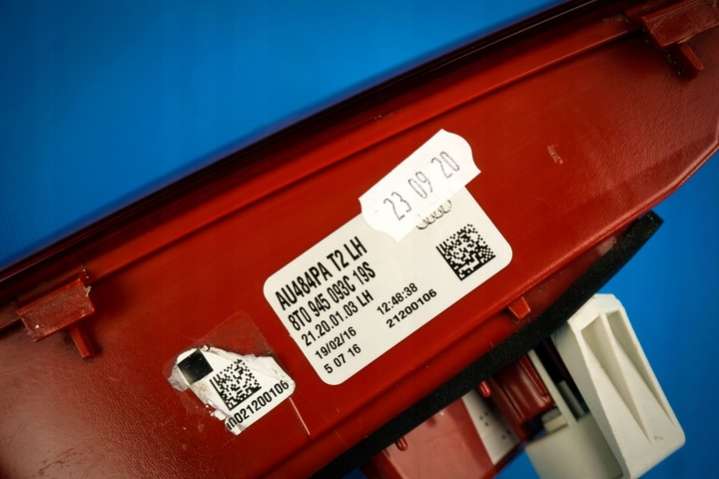 23 09 20
AU484PA T2 LH
8T0 945 093C 19S
21.20.01.03 LH
19/02/16 12:48:38
5 07 16 21200106
021200106